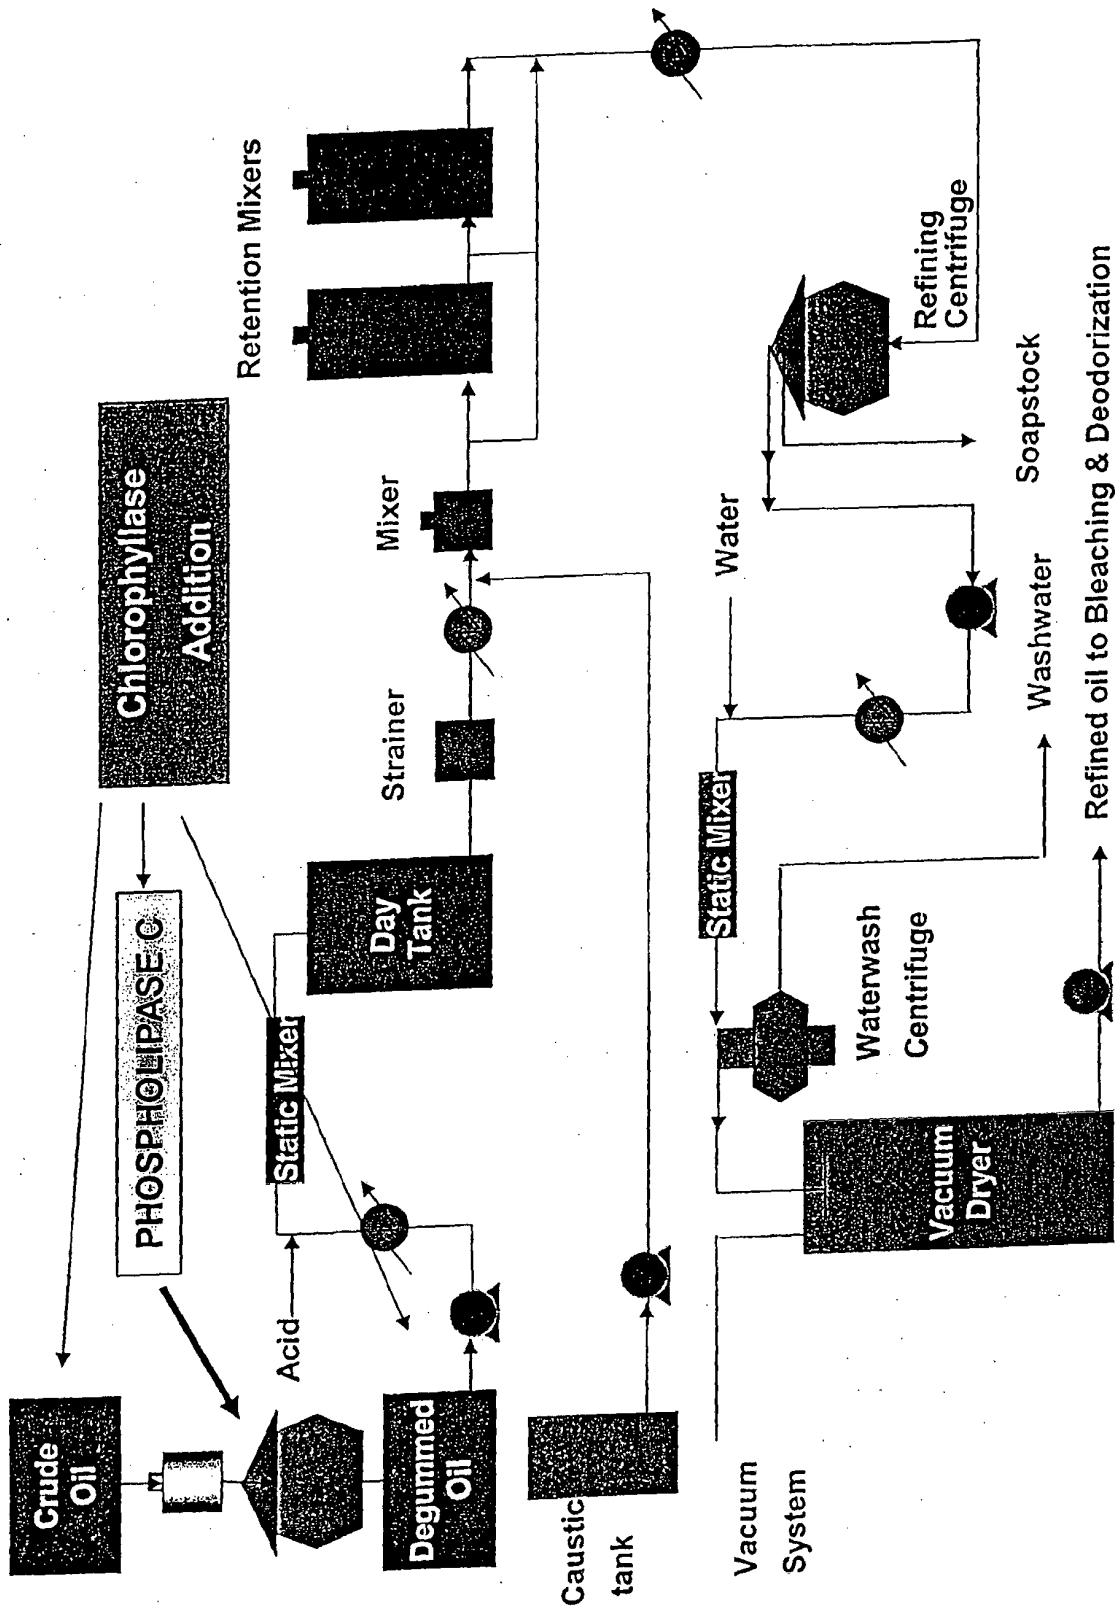 Crude
Oil
PHOSPHOLIPASE C
Chlorophyllase
Addition
Acid
Static Mixer
Degummed
Oil
Day
Tank
Strainer
Mixer
Retention Mixers
Caustic
tank
Vacuum
System
Vacuum
Dryer
Waterwash
Centrifuge
Static Mixer
Water
Refining
Centrifuge
Washwater
Soapstock
Refined oil to Bleaching & Deodorization